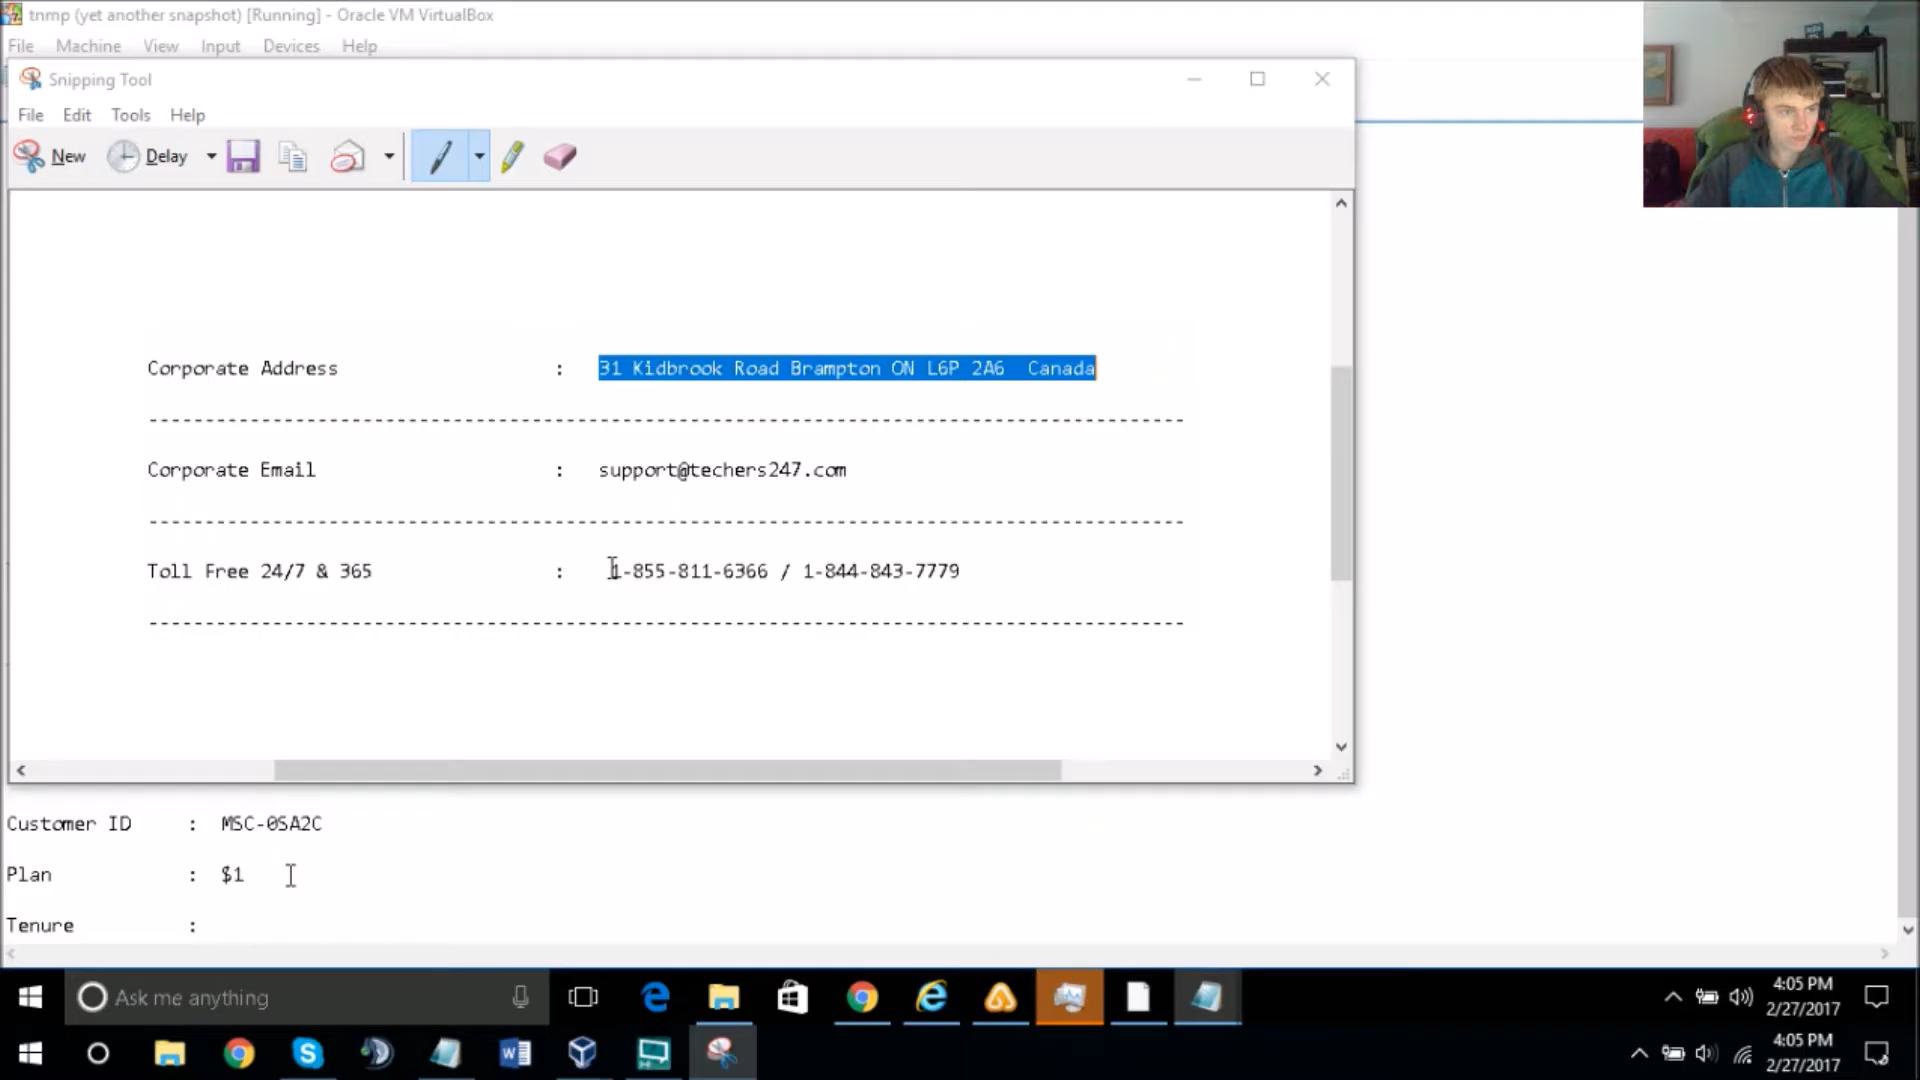 tnmp (yet another snapshot) [Running] - Oracle VM VirtualBox
File Machine View Input Devices Help
Snipping Tool
File Edit Tools Help
New Delay
Corporate Address : 31 Kidbrook Road Brampton ON L6P 2A6 Canada
--------------------------------------------------------------------------------------------
Corporate Email : support@techers247.com
--------------------------------------------------------------------------------------------
Toll Free 24/7 & 365 : 1-855-811-6366 / 1-844-843-7779
--------------------------------------------------------------------------------------------
Customer ID : MSC-0SA2C
Plan : $1
Tenure :
Ask me anything
4:05 PM
2/27/2017
4:05 PM
2/27/2017